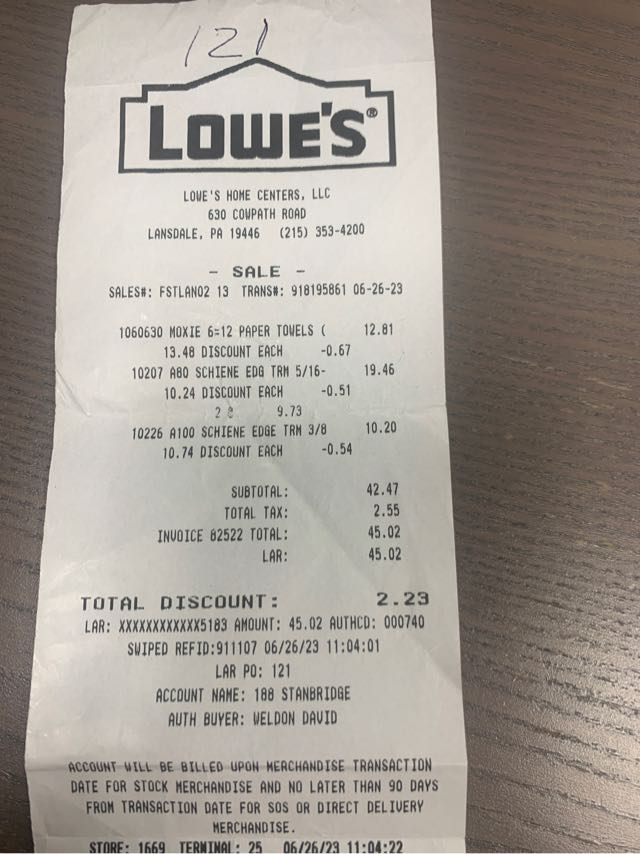 121
LOWE'S®
LOWE'S HOME CENTERS, LLC
630 COWPATH ROAD
LANSDALE, PA 19446 (215) 353-4200
- SALE -
SALES#: FSTLAN02 13 TRANS#: 918195861 06-26-23
1060630 MOXIE 6=12 PAPER TOWELS ( 12.81
13.48 DISCOUNT EACH -0.67
10207 A80 SCHIENE EDG TRM 5/16- 19.46
10.24 DISCOUNT EACH -0.51
2 @ 9.73
10226 A100 SCHIENE EDGE TRM 3/8 10.20
10.74 DISCOUNT EACH -0.54
SUBTOTAL: 42.47
TOTAL TAX: 2.55
INVOICE 82522 TOTAL: 45.02
LAR: 45.02
TOTAL DISCOUNT: 2.23
LAR: XXXXXXXXXXXX5183 AMOUNT: 45.02 AUTHCD: 000740
SWIPED REFID:911107 06/26/23 11:04:01
LAR PO: 121
ACCOUNT NAME: 188 STANBRIDGE
AUTH BUYER: WELDON DAVID
ACCOUNT WILL BE BILLED UPON MERCHANDISE TRANSACTION
DATE FOR STOCK MERCHANDISE AND NO LATER THAN 90 DAYS
FROM TRANSACTION DATE FOR SOS OR DIRECT DELIVERY
MERCHANDISE.
STORE: 1669 TERMINAL: 25 06/26/23 11:04:22